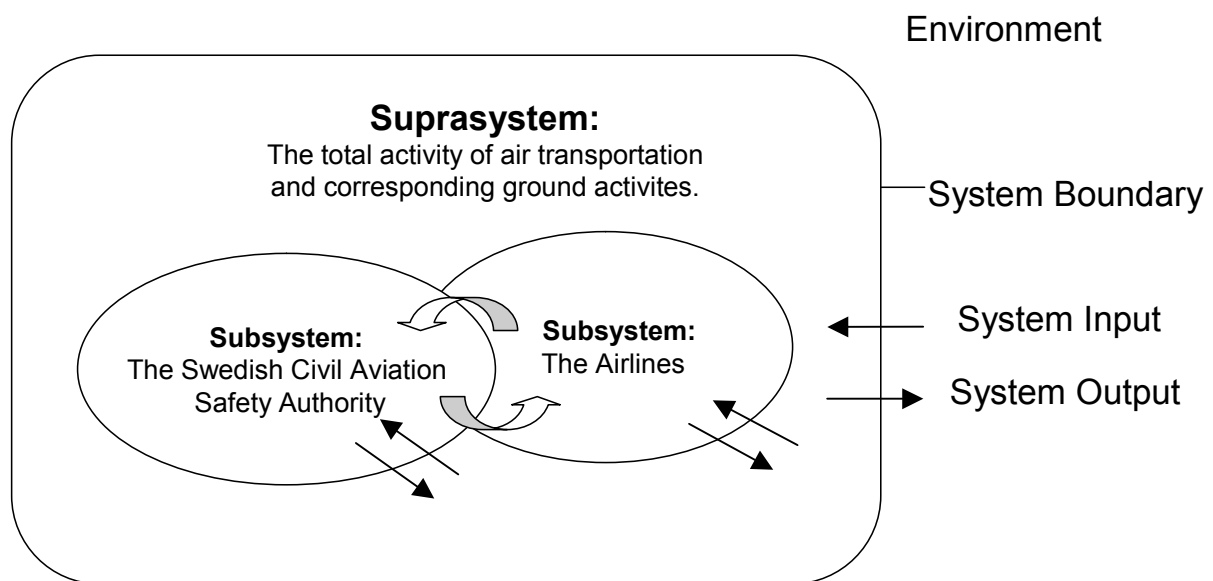 Environment
Suprasystem:
The total activity of air transportation
and corresponding ground activites.
System Boundary
Subsystem:
The Swedish Civil Aviation
Safety Authority
Subsystem:
The Airlines
System Input
System Output